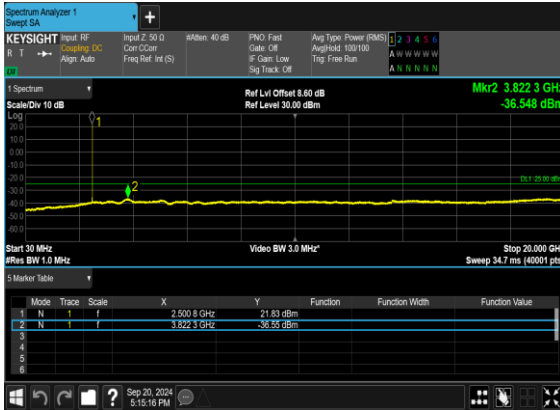 Spectrum Analyzer 1
Swept SA
+
KEYSIGHT Input: RF Input Z: 50 Ω #Atten: 40 dB PNO: Fast Avg Type: Power (RMS) 1 2 3 4 5 6
R T Coupling: DC Corr CCorr Gate: Off Avg|Hold: 100/100 A W W W W W
Align: Auto Freq Ref: Int (S) IF Gain: Low Trig: Free Run
LXI Sig Track: Off A N N N N N
1 Spectrum Ref Lvl Offset 8.60 dB Mkr2 3.822 3 GHz
Scale/Div 10 dB Ref Level 30.00 dBm -36.548 dBm
Log
20.0
10.0
0.00
-10.0
-20.0
-30.0
-40.0
-50.0
-60.0
1
2
DL1 -25.00 dBm
Start 30 MHz Video BW 3.0 MHz* Stop 20.000 GHz
#Res BW 1.0 MHz Sweep 34.7 ms (40001 pts)
5 Marker Table
Mode Trace Scale X Y Function Function Width Function Value
1 N 1 f 2.500 8 GHz 21.83 dBm
2 N 1 f 3.822 3 GHz -36.55 dBm
3
4
5
6
? Sep 20, 2024
5:15:16 PM